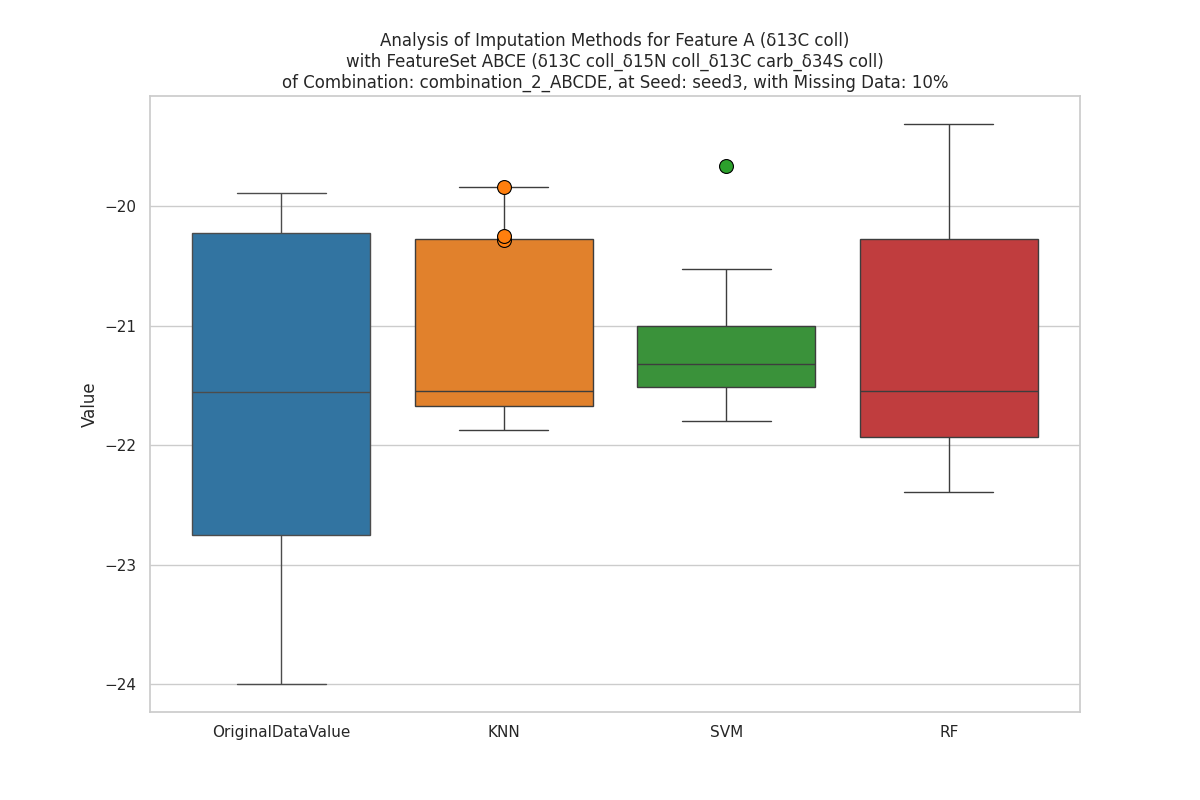 Analysis of Imputation Methods for Feature A (δ13C coll)
with FeatureSet ABCE (δ13C coll_δ15N coll_δ13C carb_δ34S coll)
of Combination: combination_2_ABCDE, at Seed: seed3, with Missing Data: 10%
Value
−20
−21
−22
−23
−24
OriginalDataValue
KNN
SVM
RF